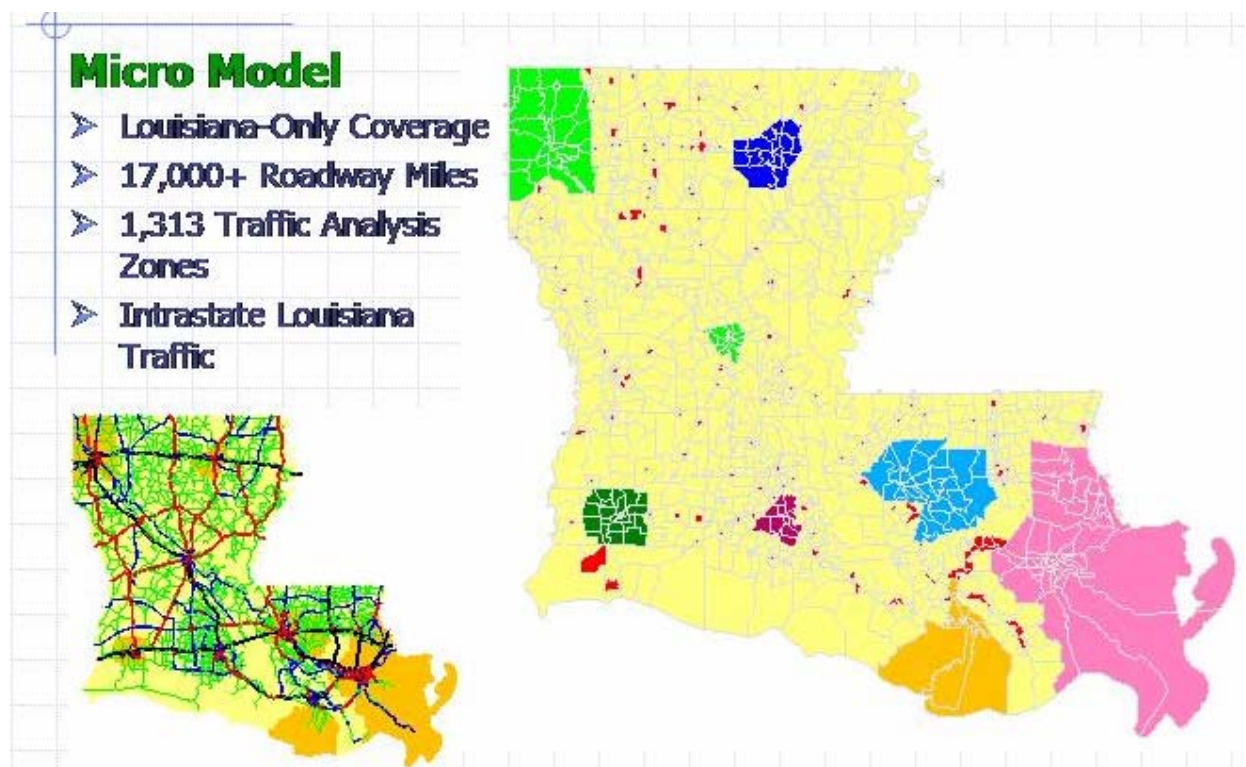 Micro Model
Louisiana-Only Coverage
17,000+ Roadway Miles
1,313 Traffic Analysis
Zones
Intrastate Louisiana
Traffic